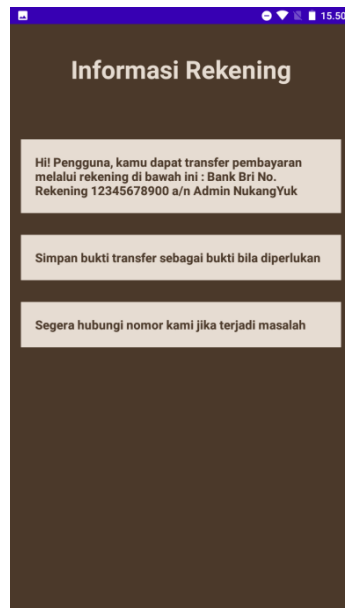 15.50
Informasi Rekening
Hi! Pengguna, kamu dapat transfer pembayaran
melalui rekening di bawah ini : Bank Bri No.
Rekening 12345678900 a/n Admin NukangYuk
Simpan bukti transfer sebagai bukti bila diperlukan
Segera hubungi nomor kami jika terjadi masalah